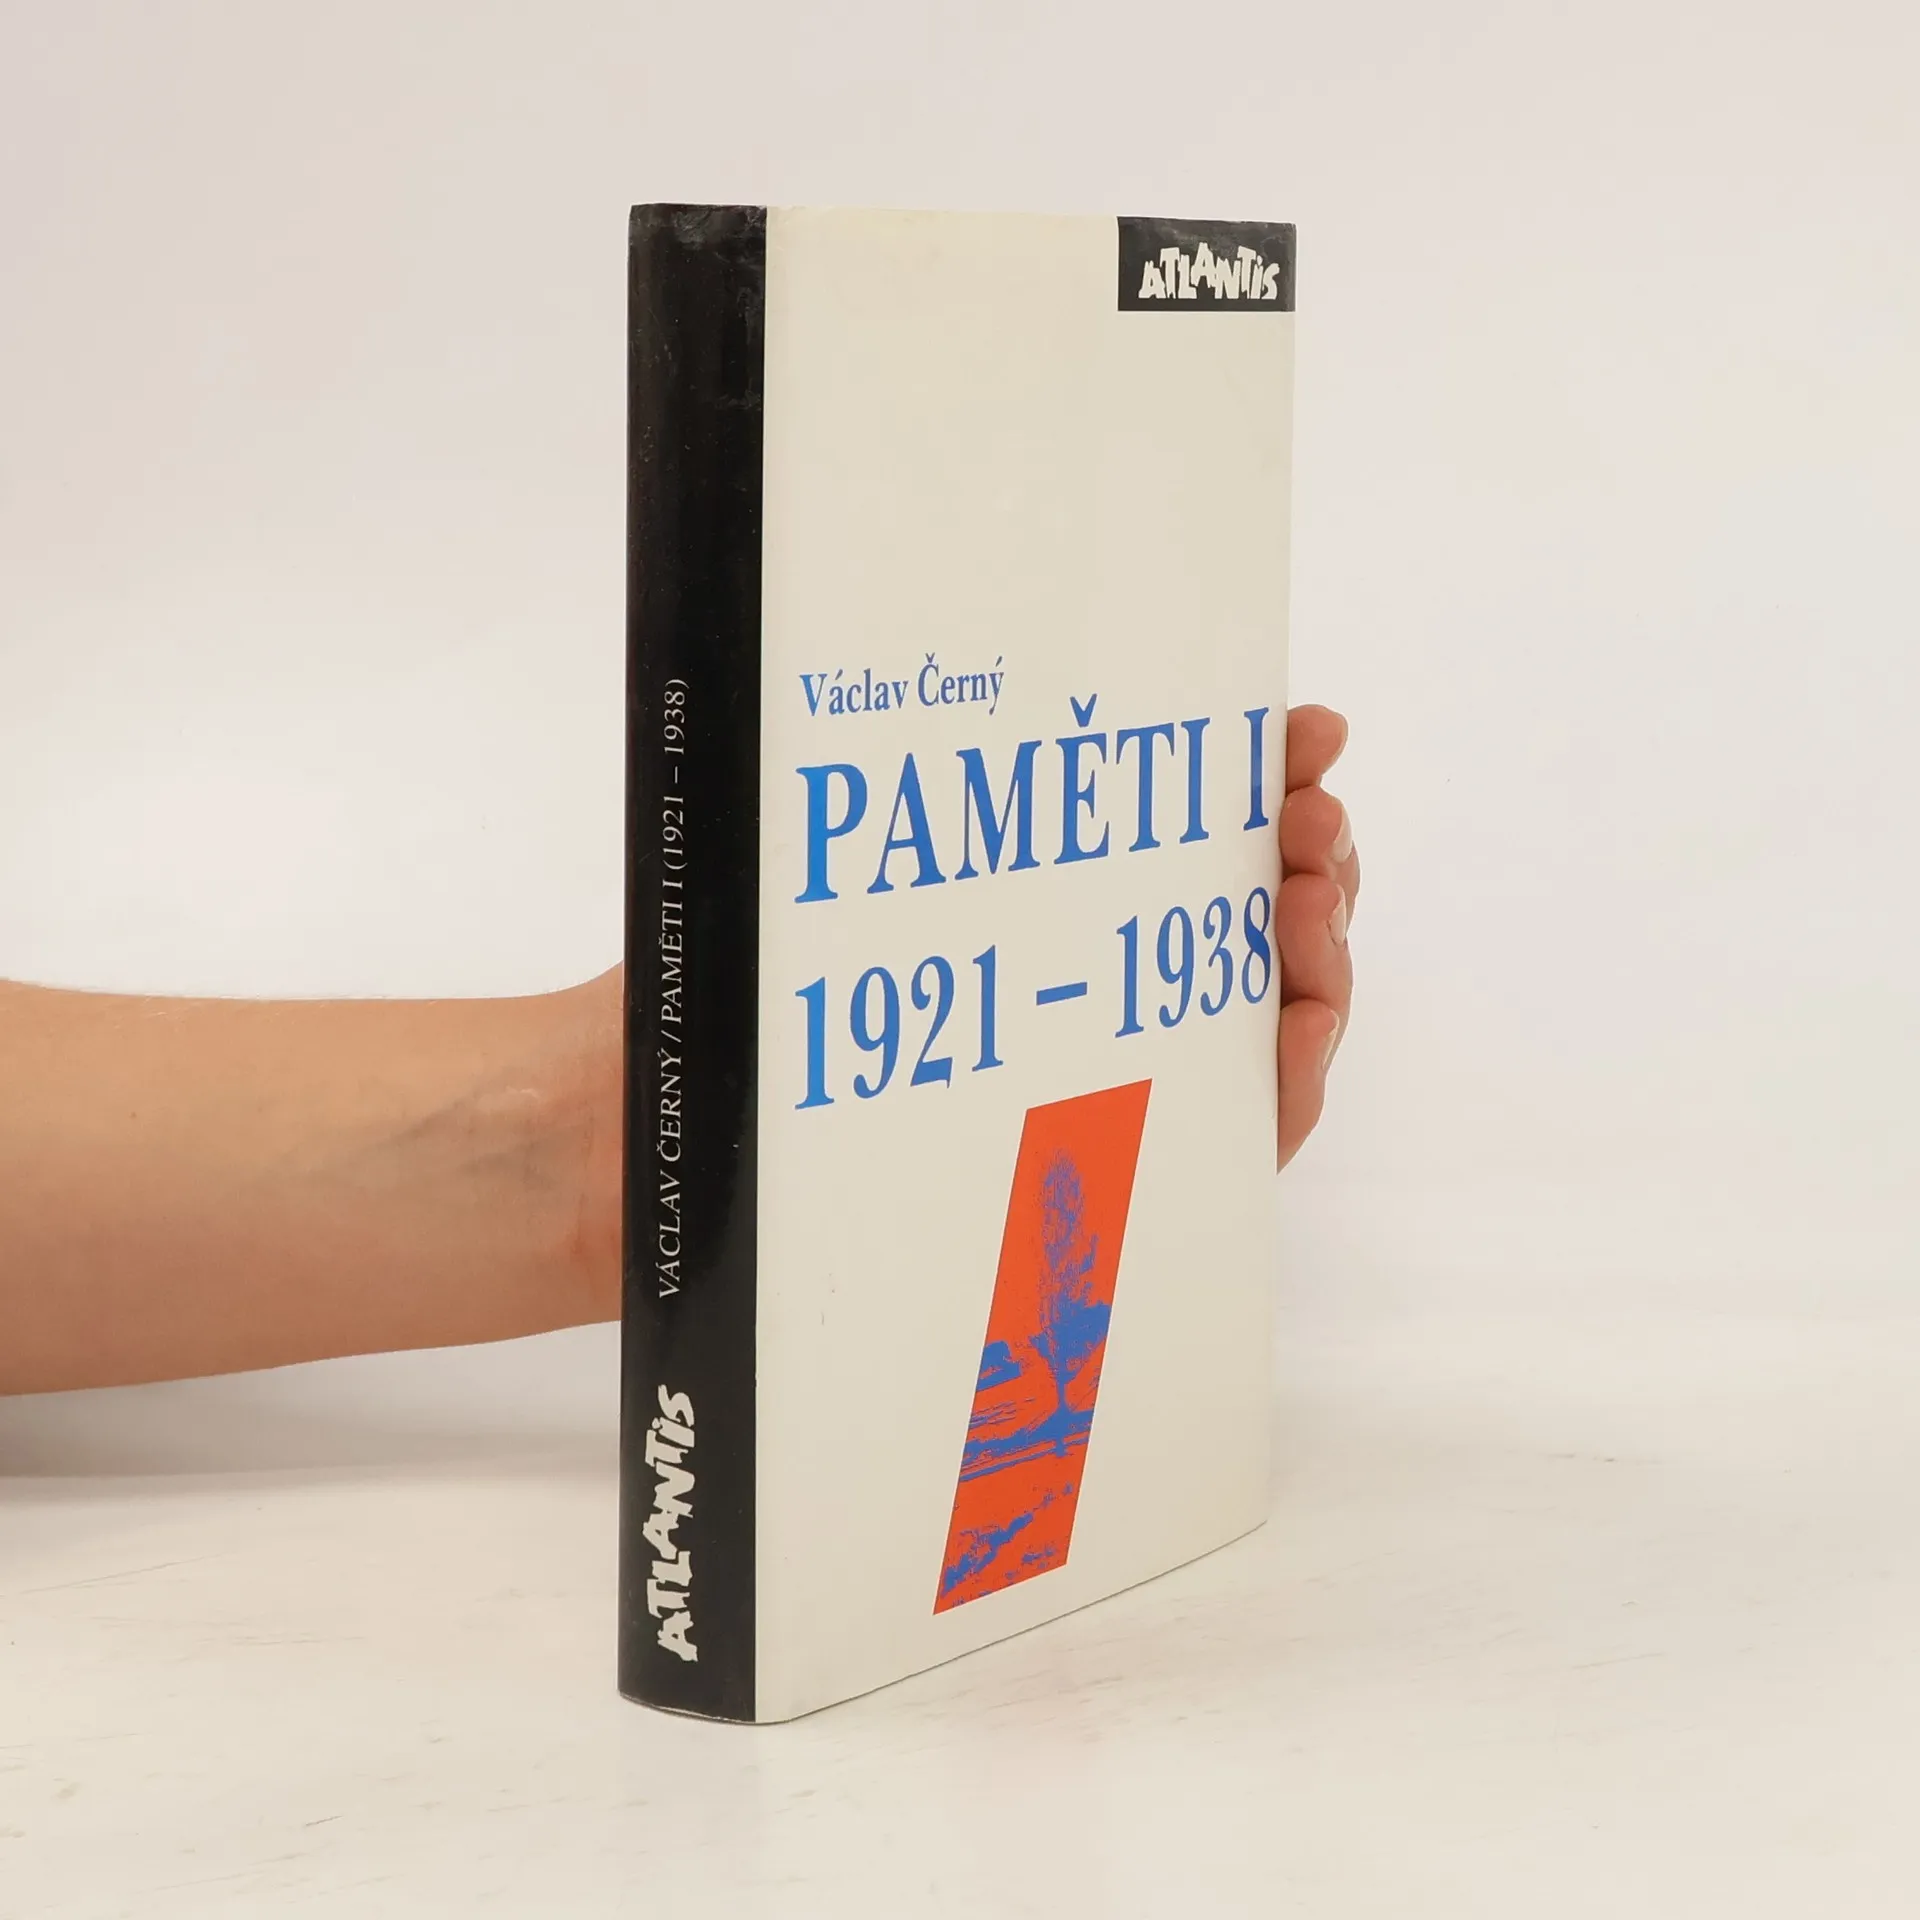 ATLANTIS
Václav Černý
PAMĚTI I
1921 – 1938
VÁCLAV ČERNÝ / PAMĚTI I (1921 – 1938)
ATLANTIS